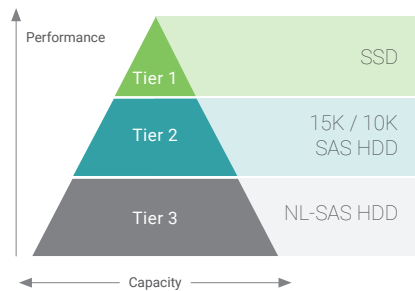 Performance
SSD
Tier 1
15K / 10K
SAS HDD
Tier 2
NL-SAS HDD
Tier 3
Capacity